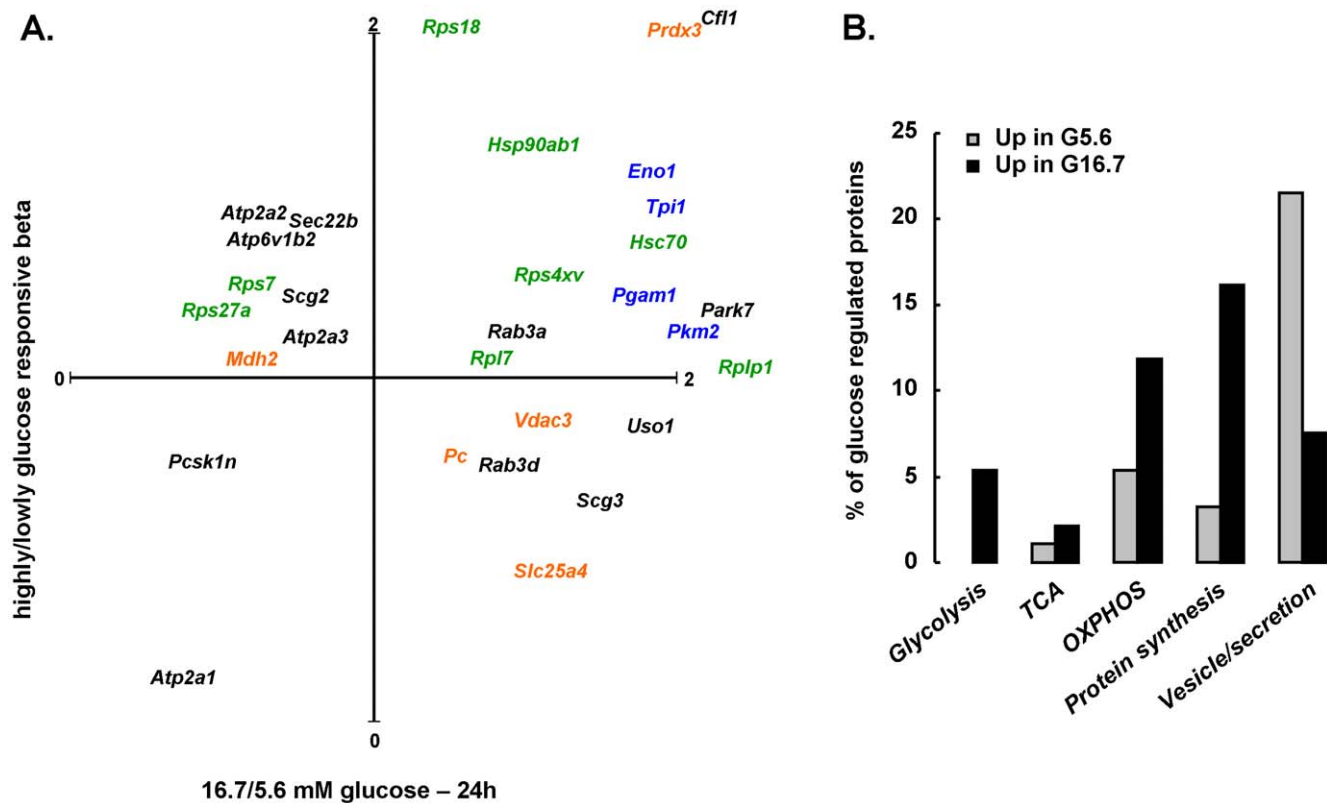 A.
highly/lowly glucose responsive beta
2
Rps18
Prdx3
Cfl1
Hsp90ab1
Eno1
Tpi1
Atp2a2
Sec22b
Atp6v1b2
Hsc70
Rps7
Rps4xv
Scg2
Pgam1
Rps27a
Park7
Atp2a3
Rab3a
Pkm2
Mdh2
Rpl7
Rplp1
0
2
Vdac3
Uso1
Pc
Pcsk1n
Rab3d
Scg3
Slc25a4
Atp2a1
0
16.7/5.6 mM glucose – 24h
B.
% of glucose regulated proteins
25
20
15
10
5
0
Up in G5.6
Up in G16.7
Glycolysis
TCA
OXPHOS
Protein synthesis
Vesicle/secretion